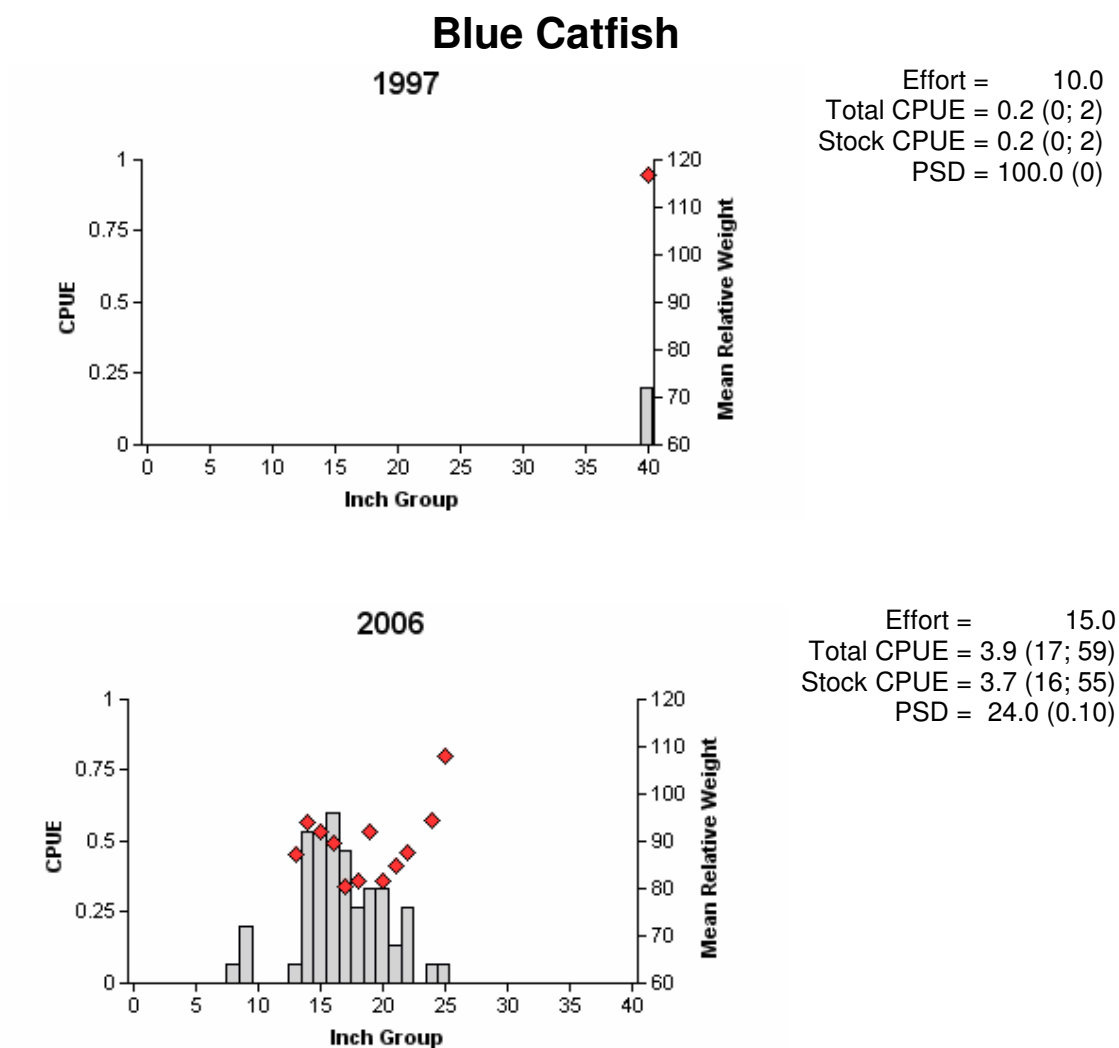 Blue Catfish
1997
Effort = 10.0
Total CPUE = 0.2 (0; 2)
Stock CPUE = 0.2 (0; 2)
PSD = 100.0 (0)
1
0.75
0.5
0.25
0
CPUE
120
110
100
90
80
70
60
Mean Relative Weight
0 5 10 15 20 25 30 35 40
Inch Group
2006
Effort = 15.0
Total CPUE = 3.9 (17; 59)
Stock CPUE = 3.7 (16; 55)
PSD = 24.0 (0.10)
1
0.75
0.5
0.25
0
CPUE
120
110
100
90
80
70
60
Mean Relative Weight
0 5 10 15 20 25 30 35 40
Inch Group